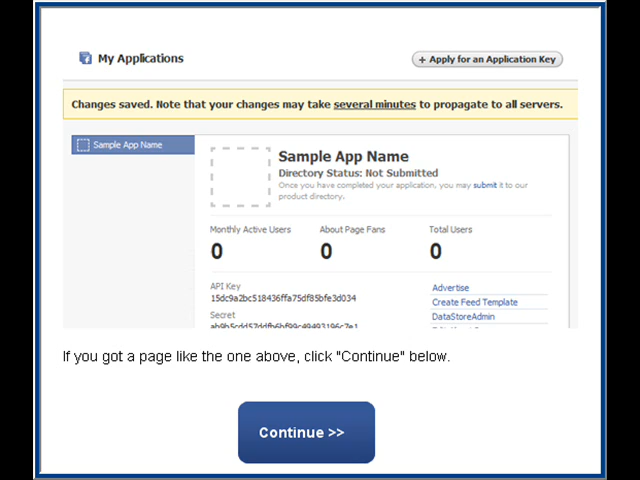 My Applications
+ Apply for an Application Key
Changes saved. Note that your changes may take several minutes to propagate to all servers.
Sample App Name
Sample App Name
Directory Status: Not Submitted
Once you have completed your application, you may submit it to our
product directory.
Monthly Active Users About Page Fans Total Users
0 0 0
API Key
15dc9a2bc518436ffa75df85bfe3d034
Secret
Advertise
Create Feed Template
DataStoreAdmin
If you got a page like the one above, click "Continue" below.
Continue >>